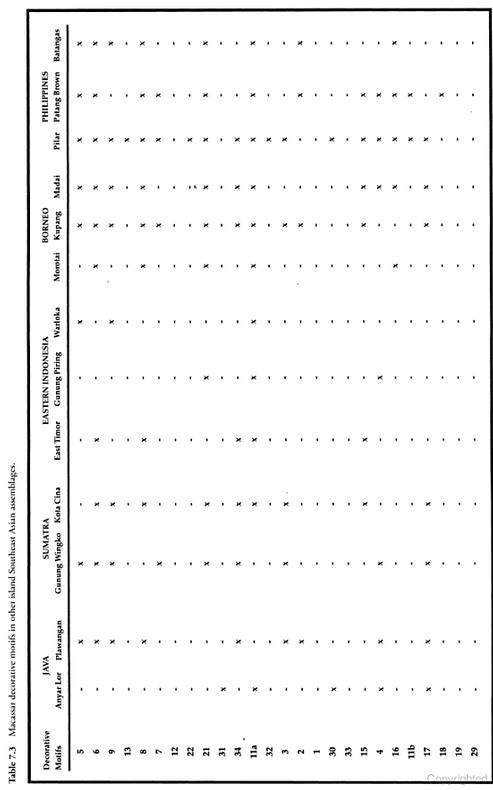 Table 7.3 Macassar decorative motifs in other island Southeast Asian assemblages.
Decorative JAVA SUMATRA EASTERN INDONESIA BORNEO PHILIPPINES
Motifs Anyar Lor Plawangan Gunung Wingko Kota Cina East Timor Gunung Piring Warloka Morotai Kupang Madai Pilar Patang Brown Batangas
5 - x x - - - x - x x x x x
6 - x x x x - - x x x x x x
9 - x x x - - x - x x x - x
13 - - - - - - - - - - x - -
8 - x - x x - - x x x x x x
7 - - x - - - - - x - x x -
12 - - - - - - - - - - - - -
22 - - - - - - - - - - x - -
21 - - x x - x - x x x x x x
31 x - - - - - - - - - - - -
34 - x x x x - - - x x x - -
11a x - - x x x x x x x x x x
32 - - - - - - - - - - x - -
3 - x x x - - - - x - x - -
2 - x - - - - - - x - - x -
1 - - - - - - - - - - - - -
30 x - - - - - - - - - x - -
33 - - - - - - - - - - - - -
15 - - - x x - - - x x x x -
4 x x x - - x - - - x x x -
16 - - - - - - - x - x x x x
11b - - - - - - - - - - x x -
17 x x x x - - - - x x x - -
18 - - - - - - - - - - - x -
19 - - - - - - - - - - - - -
29 - - - - - - - - - - - - -
Copyrighted